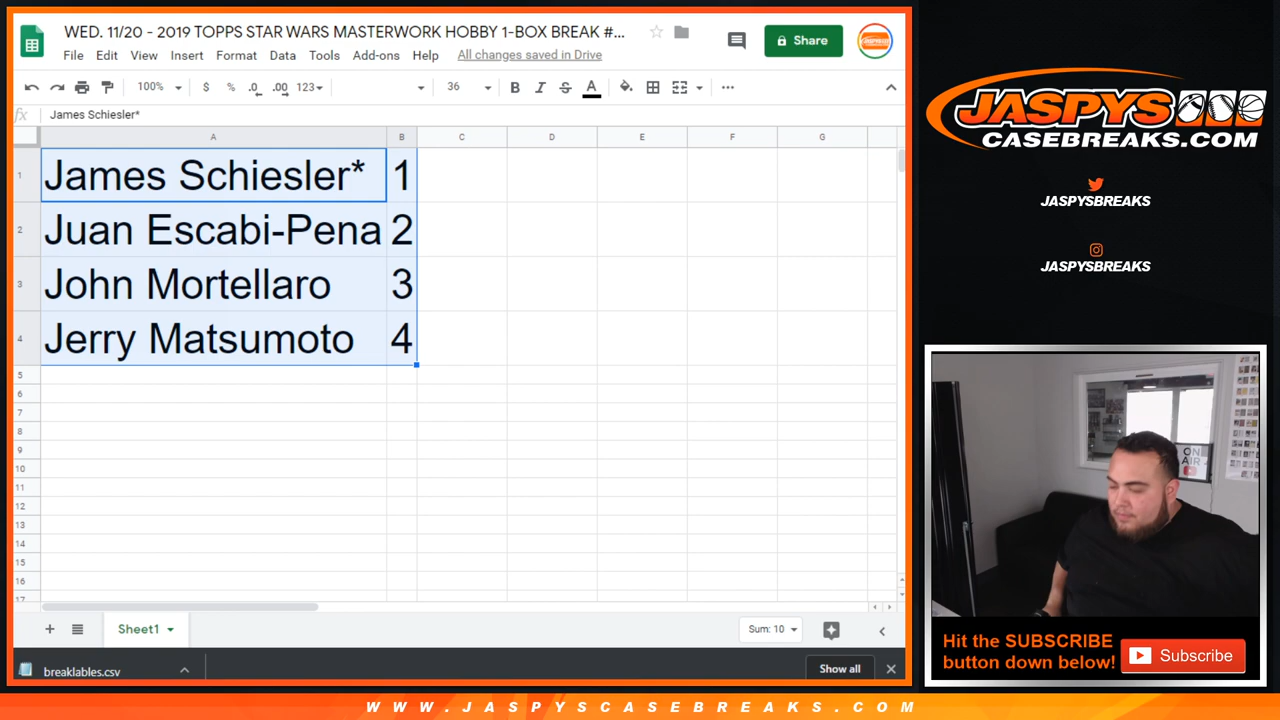 WED. 11/20 - 2019 TOPPS STAR WARS MASTERWORK HOBBY 1-BOX BREAK #...
File Edit View Insert Format Data Tools Add-ons Help All changes saved in Drive
Share
100% $ % .0 .00 123 36 B I S A
fx James Schiesler*
A B C D E F G
1 James Schiesler* 1
2 Juan Escabi-Pena 2
3 John Mortellaro 3
4 Jerry Matsumoto 4
5
6
7
8
9
10
11
12
13
14
15
16
17
Sheet1
Sum: 10
breaklables.csv
Show all
JASPYS
CASEBREAKS.COM
JASPYSBREAKS
JASPYSBREAKS
ON
AIR
Hit the SUBSCRIBE
button down below!
Subscribe
WWW.JASPYSCASEBREAKS.COM